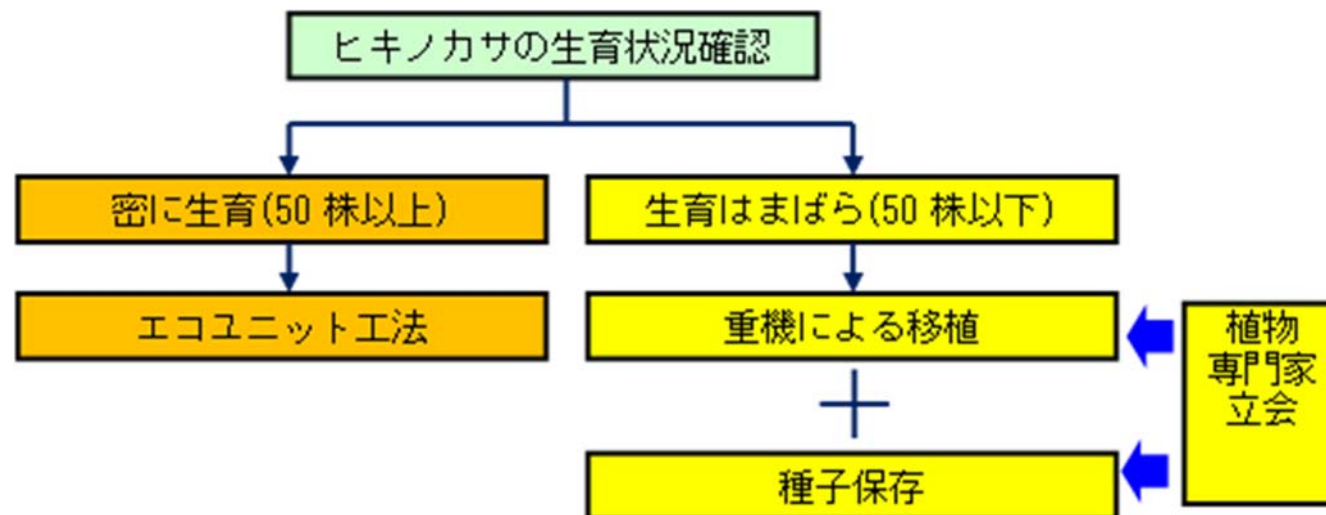 ヒキノカサの生育状況確認
密に生育(50 株以上)
生育はまばら(50 株以下)
エコユニット工法
重機による移植
植物
専門家
立会
種子保存